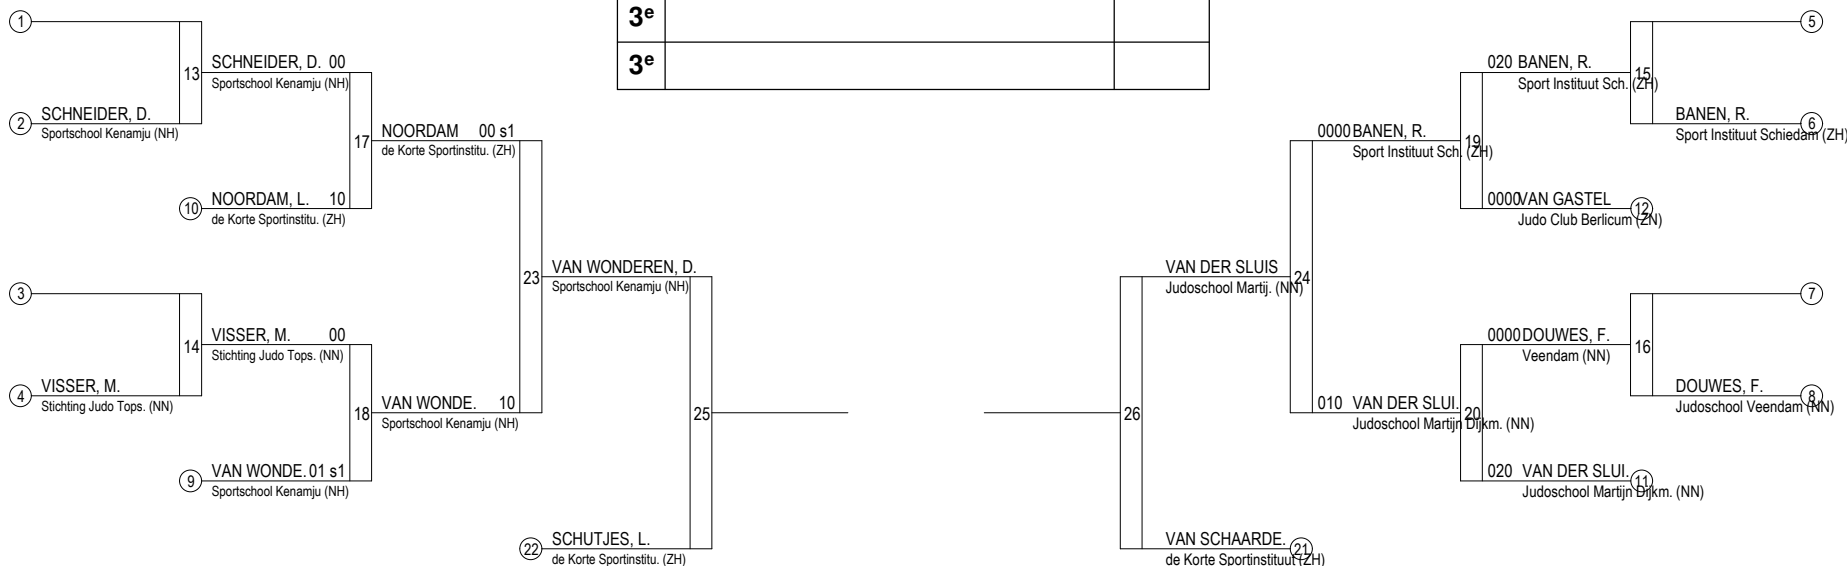 3e
3e
1
5
13
SCHNEIDER, D. 00
Sportschool Kenamju (NH)
020 BANEN, R.
Sport Instituut Sch. (ZH)
15
2
SCHNEIDER, D.
Sportschool Kenamju (NH)
BANEN, R.
Sport Instituut Schiedam (ZH)
6
17
NOORDAM 00 s1
de Korte Sportinstitu. (ZH)
0000 BANEN, R.
Sport Instituut Sch. (ZH)
19
10
NOORDAM, L. 10
de Korte Sportinstitu. (ZH)
0000 VAN GASTEL
Judo Club Berlicum (ZN)
12
23
VAN WONDEREN, D.
Sportschool Kenamju (NH)
VAN DER SLUIS
Judoschool Martij. (NN)
24
3
7
14
VISSER, M. 00
Stichting Judo Tops. (NN)
0000 DOUWES, F.
Veendam (NN)
16
4
VISSER, M.
Stichting Judo Tops. (NN)
DOUWES, F.
Judoschool Veendam (NN)
8
18
VAN WONDE. 10
Sportschool Kenamju (NH)
25
26
010 VAN DER SLUI.
Judoschool Martijn Dijkm. (NN)
20
9
VAN WONDE. 01 s1
Sportschool Kenamju (NH)
020 VAN DER SLUI.
Judoschool Martijn Dijkm. (NN)
11
22
SCHUTJES, L.
de Korte Sportinstitu. (ZH)
VAN SCHAARDE.
de Korte Sportinstituut (ZH)
21